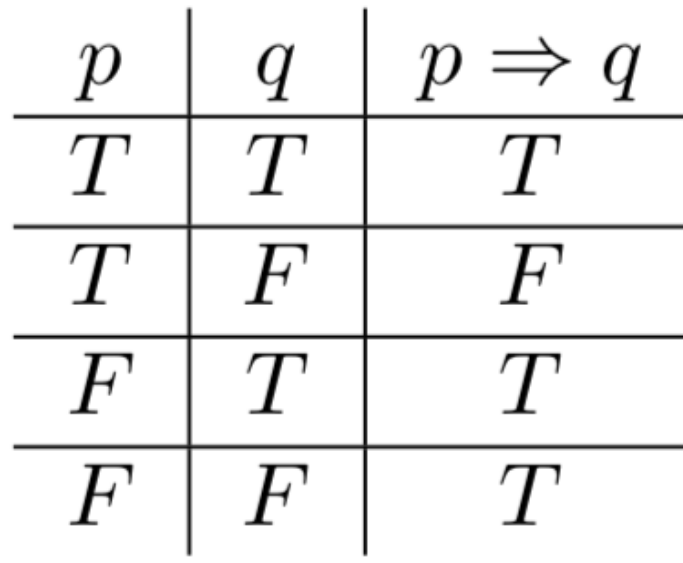 p q p ⇒ q
T T T
T F F
F T T
F F T